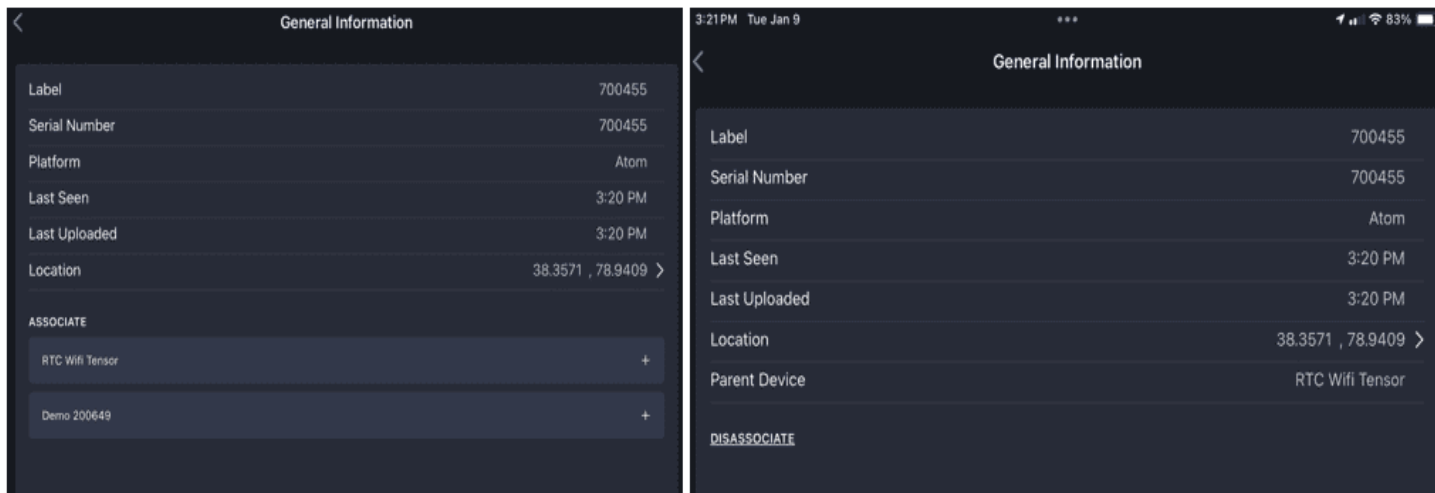 General Information
Label 700455
Serial Number 700455
Platform Atom
Last Seen 3:20 PM
Last Uploaded 3:20 PM
Location 38.3571 , 78.9409 >
ASSOCIATE
RTC Wifi Tensor +
Demo 200649 +
3:21 PM Tue Jan 9 83%
General Information
Label 700455
Serial Number 700455
Platform Atom
Last Seen 3:20 PM
Last Uploaded 3:20 PM
Location 38.3571 , 78.9409 >
Parent Device RTC Wifi Tensor
DISASSOCIATE